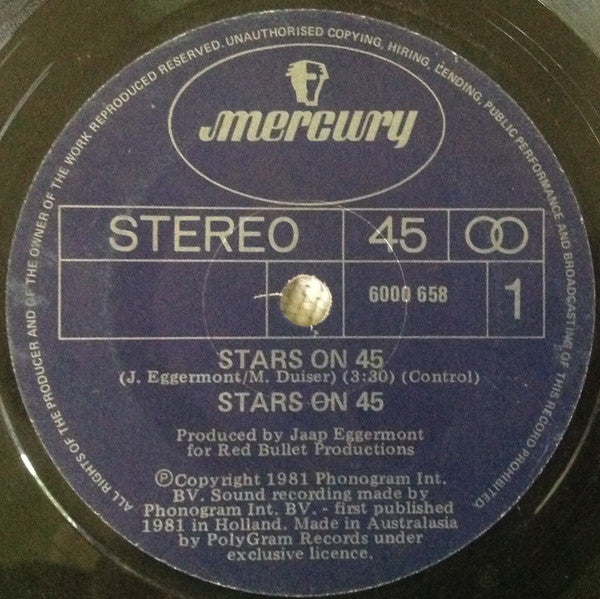 ALL RIGHTS OF THE PRODUCER AND OF THE OWNER OF THE WORK REPRODUCED RESERVED. UNAUTHORISED COPYING, HIRING, LENDING, PUBLIC PERFORMANCE AND BROADCASTING OF THIS RECORD PROHIBITED.
mercury
STEREO 45
6000 658 1
STARS ON 45
(J. Eggermont/M. Duiser) (3:30) (Control)
STARS ON 45
Produced by Jaap Eggermont
for Red Bullet Productions
ⓅCopyright 1981 Phonogram Int.
BV. Sound recording made by
Phonogram Int. BV. - first published
1981 in Holland. Made in Australasia
by PolyGram Records under
exclusive licence.